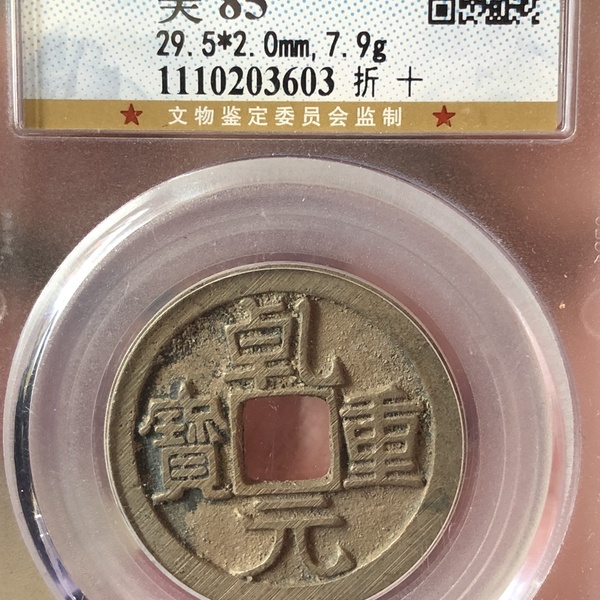 美 85
29.5*2.0mm, 7.9g
1110203603 折十
文物鉴定委员会监制
乾元重寶